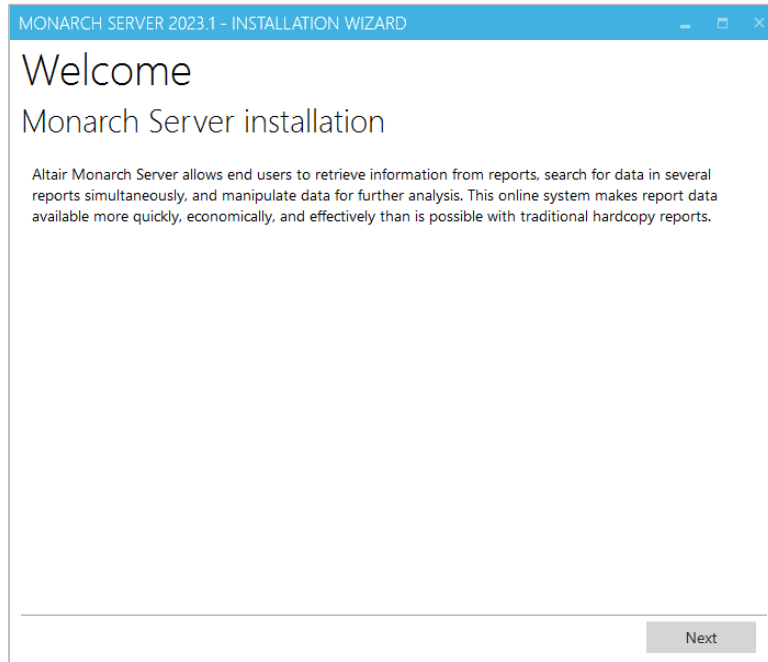 MONARCH SERVER 2023.1 - INSTALLATION WIZARD
Welcome
Monarch Server installation
Altair Monarch Server allows end users to retrieve information from reports, search for data in several
reports simultaneously, and manipulate data for further analysis. This online system makes report data
available more quickly, economically, and effectively than is possible with traditional hardcopy reports.
Next